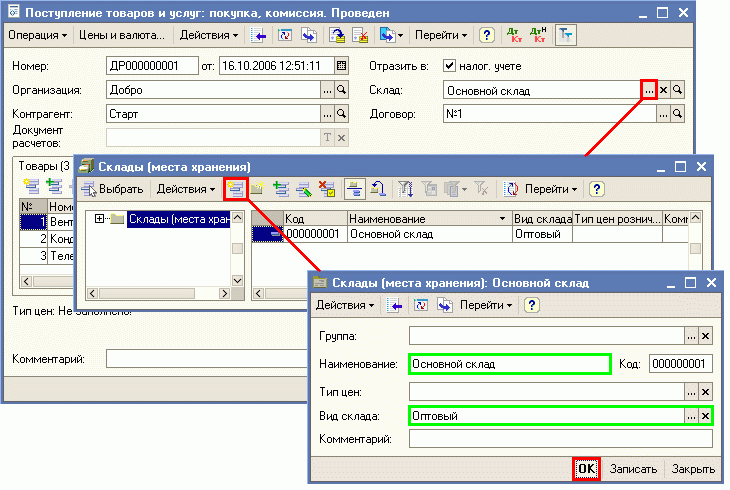 Поступление товаров и услуг: покупка, комиссия. Проведен
Операция Цены и валюта... Действия Перейти ? Дт Кт ДтН Кт Тт
Номер: ДР000000001 от: 16.10.2006 12:51:11 Отразить в: налог. учете
Организация: Добро ... Склад: Основной склад ... ×
Контрагент: Старт ... Договор: №1 ...
Документ расчетов: Т ×
Товары (3
№ Номе
1 Вент
2 Конд
3 Теле
Тип цен: Не заполнено!
Комментарий:
Склады (места хранения)
Выбрать Действия Перейти ?
Склады (места хран
Код Наименование Вид склада Тип цен рознич... Комм
000000001 Основной склад Оптовый
Склады (места хранения): Основной склад
Действия Перейти ?
Группа: ... ×
Наименование: Основной склад Код: 000000001
Тип цен: ... ×
Вид склада: Оптовый ... ×
Комментарий:
OK Записать Закрыть